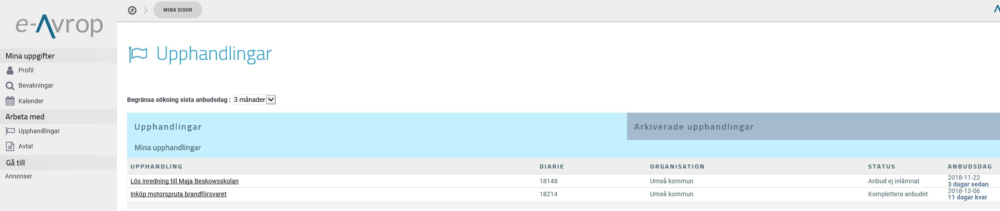 MINA SIDOR
e-Avrop
Mina uppgifter
Profil
Bevakningar
Kalender
Arbeta med
Upphandlingar
Avtal
Gå till
Annonser
Upphandlingar
Begränsa sökning sista anbudsdag : 3 månader
Upphandlingar Arkiverade upphandlingar
Mina upphandlingar
UPPHANDLING DIARIE ORGANISATION STATUS ANBUDSDAG
Lös inredning till Maja Beskowsskolan 18148 Umeå kommun Anbud ej inlämnat 2018-11-22
3 dagar sedan
Inköp motorspruta brandförsvaret 18214 Umeå kommun Komplettera anbudet 2018-12-06
11 dagar kvar